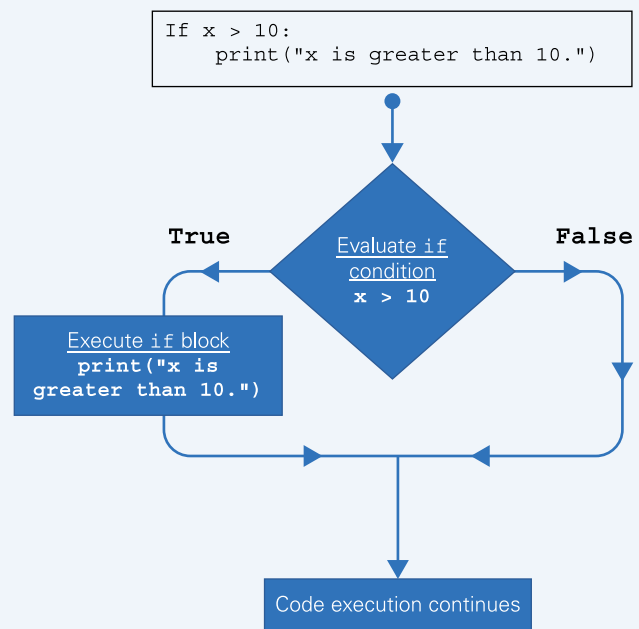 If x > 10:
    print("x is greater than 10.")
True
False
Evaluate if
condition
x > 10
Execute if block
print("x is
greater than 10.")
Code execution continues